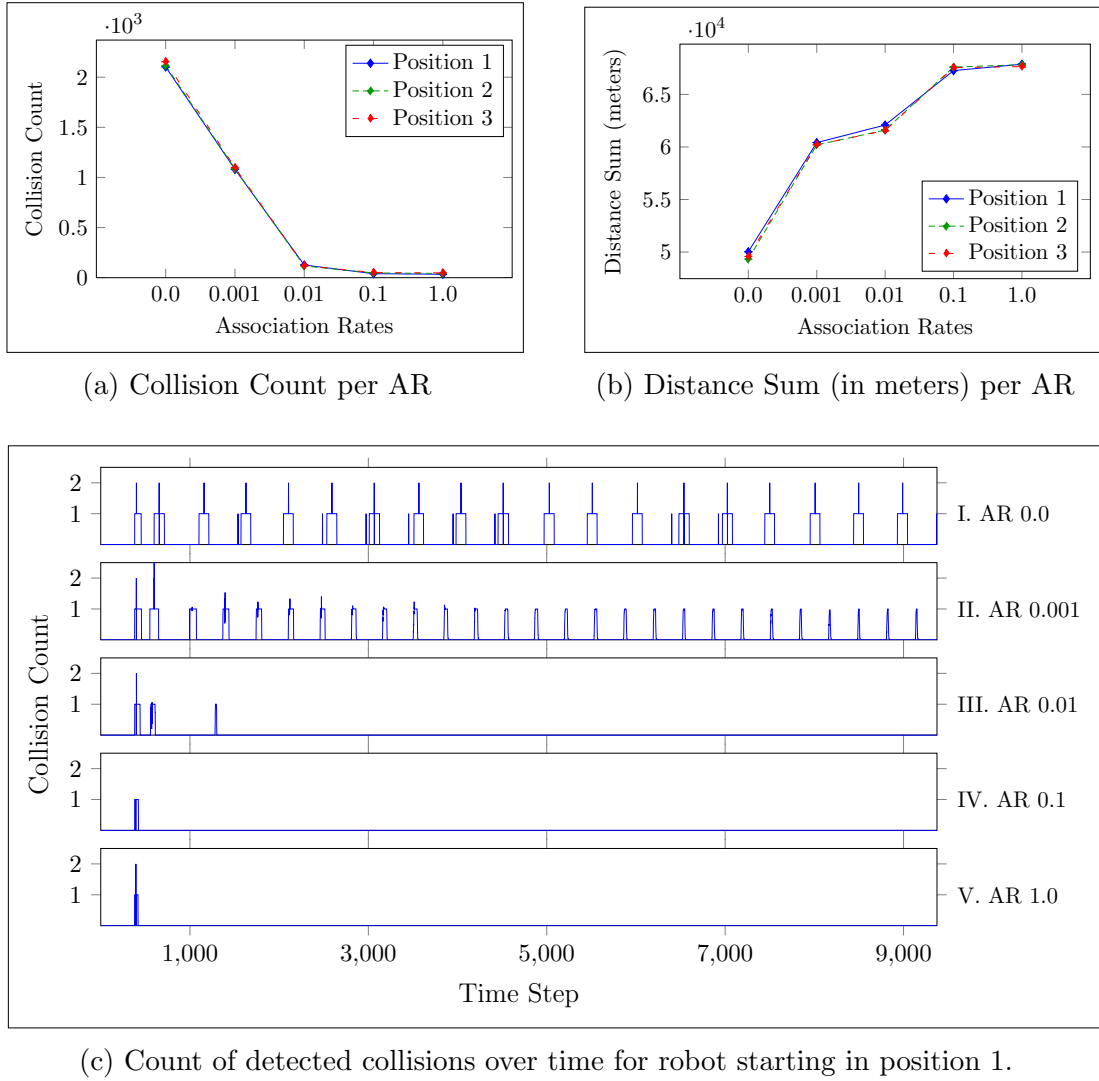 ·10³
2
1.5
1
0.5
0
Collision Count
Position 1
Position 2
Position 3
0.0 0.001 0.01 0.1 1.0
Association Rates
(a) Collision Count per AR
·10⁴
6.5
6
5.5
5
Distance Sum (meters)
Position 1
Position 2
Position 3
0.0 0.001 0.01 0.1 1.0
Association Rates
(b) Distance Sum (in meters) per AR
Collision Count
2
1
I. AR 0.0
2
1
II. AR 0.001
2
1
III. AR 0.01
2
1
IV. AR 0.1
2
1
V. AR 1.0
1,000 3,000 5,000 7,000 9,000
Time Step
(c) Count of detected collisions over time for robot starting in position 1.